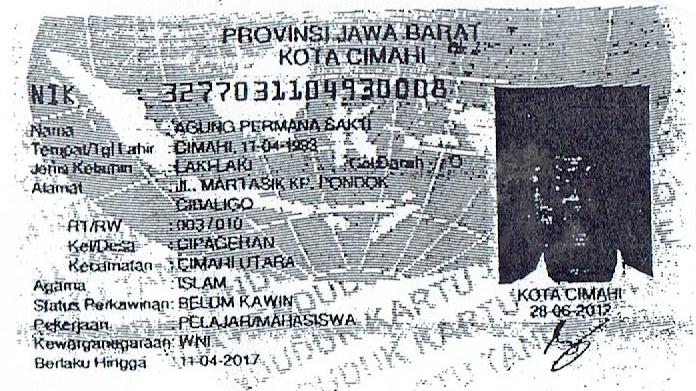 PROVINSI JAWA BARAT
KOTA CIMAHI
NIK : 3277031104930008
Nama : AGUNG PERMANA SAKTI
Tempat/Tgl Lahir : CIMAHI, 11-04-1993
Jenis Kelamin : LAKI-LAKI Gol Darah : O
Alamat : JL. MARTASIK KP. PONDOK
CIBALIGO
RT/RW : 003/010
Kel/Desa : CIPAGERAN
Kecamatan : CIMAHI UTARA
Agama : ISLAM
Status Perkawinan: BELUM KAWIN
Pekerjaan : PELAJAR/MAHASISWA
Kewarganegaraan: WNI
Berlaku Hingga : 11-04-2017
KOTA CIMAHI
28-06-2012